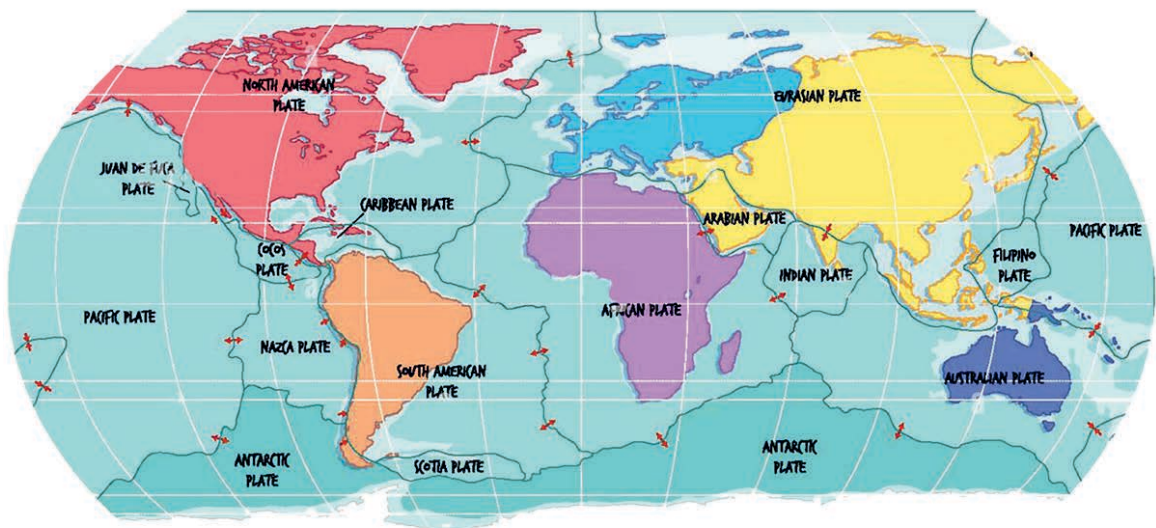 NORTH AMERICAN
PLATE
EURASIAN PLATE
JUAN DE FUCA
PLATE
CARIBBEAN PLATE
ARABIAN PLATE
COCOS
PLATE
INDIAN PLATE
FILIPINO
PLATE
PACIFIC PLATE
PACIFIC PLATE
NAZCA PLATE
AFRICAN PLATE
SOUTH AMERICAN
PLATE
AUSTRALIAN PLATE
ANTARCTIC
PLATE
SCOTIA PLATE
ANTARCTIC
PLATE